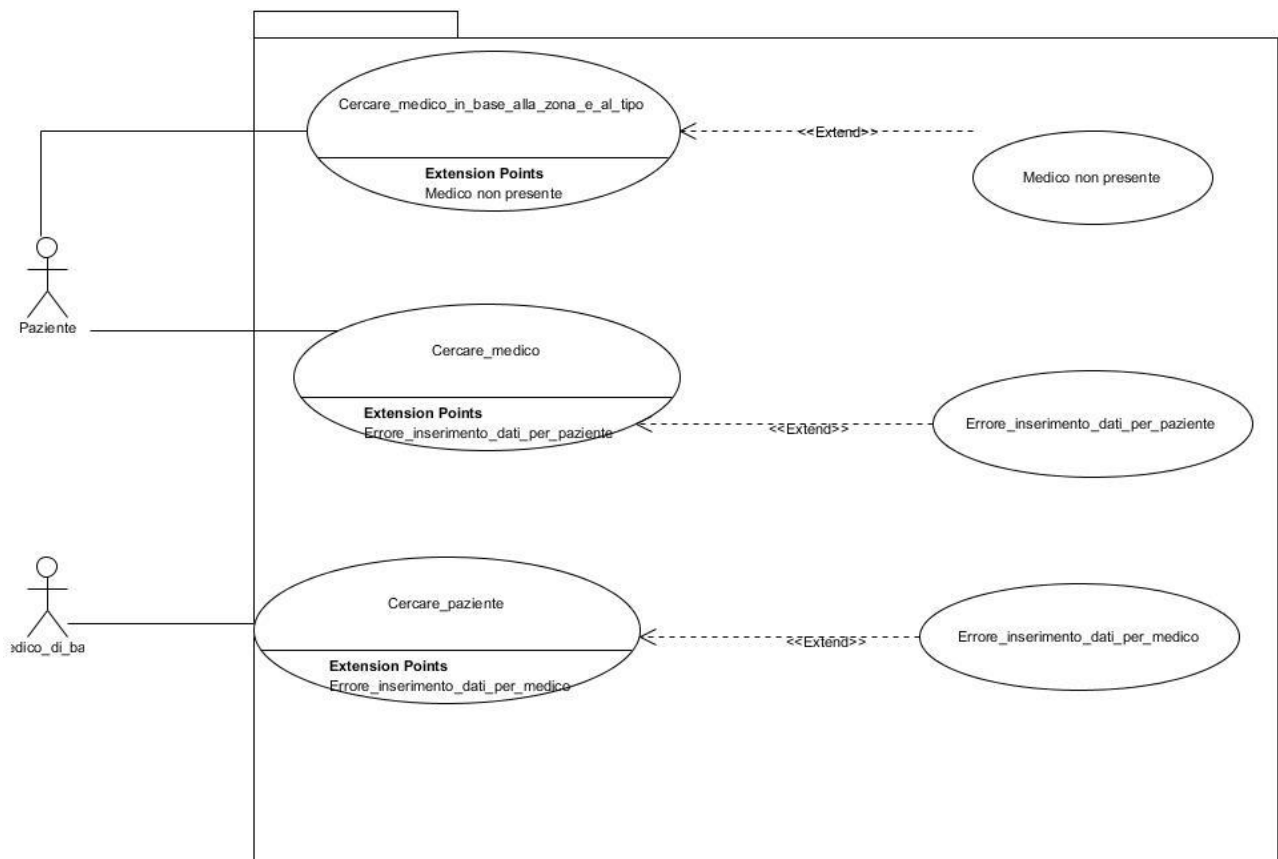 Cercare_medico_in_base_alla_zona_e_al_tipo
<<Extend>>
Extension Points
Medico non presente
Medico non presente
Paziente
Cercare_medico
Extension Points
Errore_inserimento_dati_per_paziente
<<Extend>>
Errore_inserimento_dati_per_paziente
edico_di_ba
Cercare_paziente
Extension Points
Errore_inserimento_dati_per_medico
<<Extend>>
Errore_inserimento_dati_per_medico